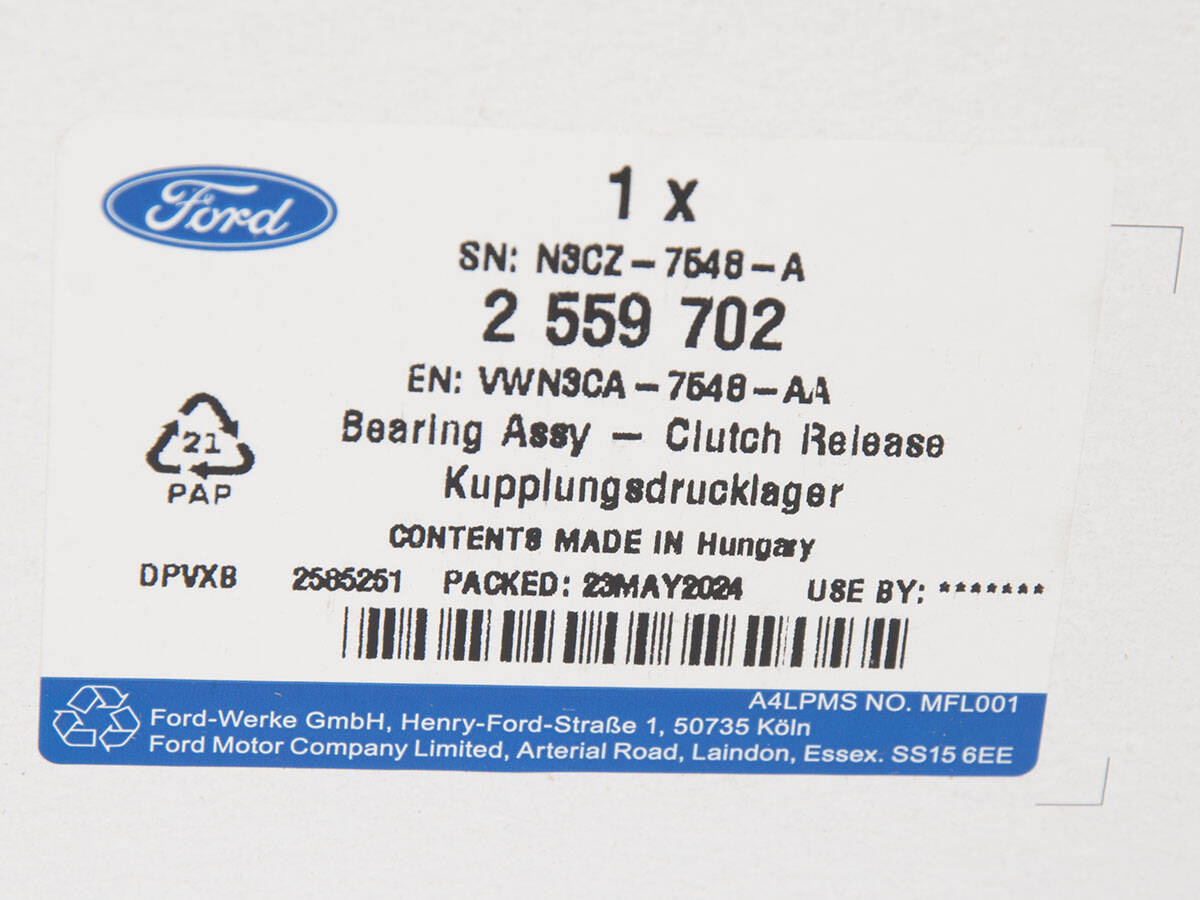 Ford
1 x
SN: N3CZ-7548-A
2 559 702
EN: VWN3CA-7548-AA
Bearing Assy - Clutch Release
Kupplungsdrucklager
21
PAP
CONTENTS MADE IN Hungary
DPVXB 2585251 PACKED: 23MAY2024 USE BY: *******
A4LPMS NO. MFL001
Ford-Werke GmbH, Henry-Ford-Straße 1, 50735 Köln
Ford Motor Company Limited, Arterial Road, Laindon, Essex. SS15 6EE